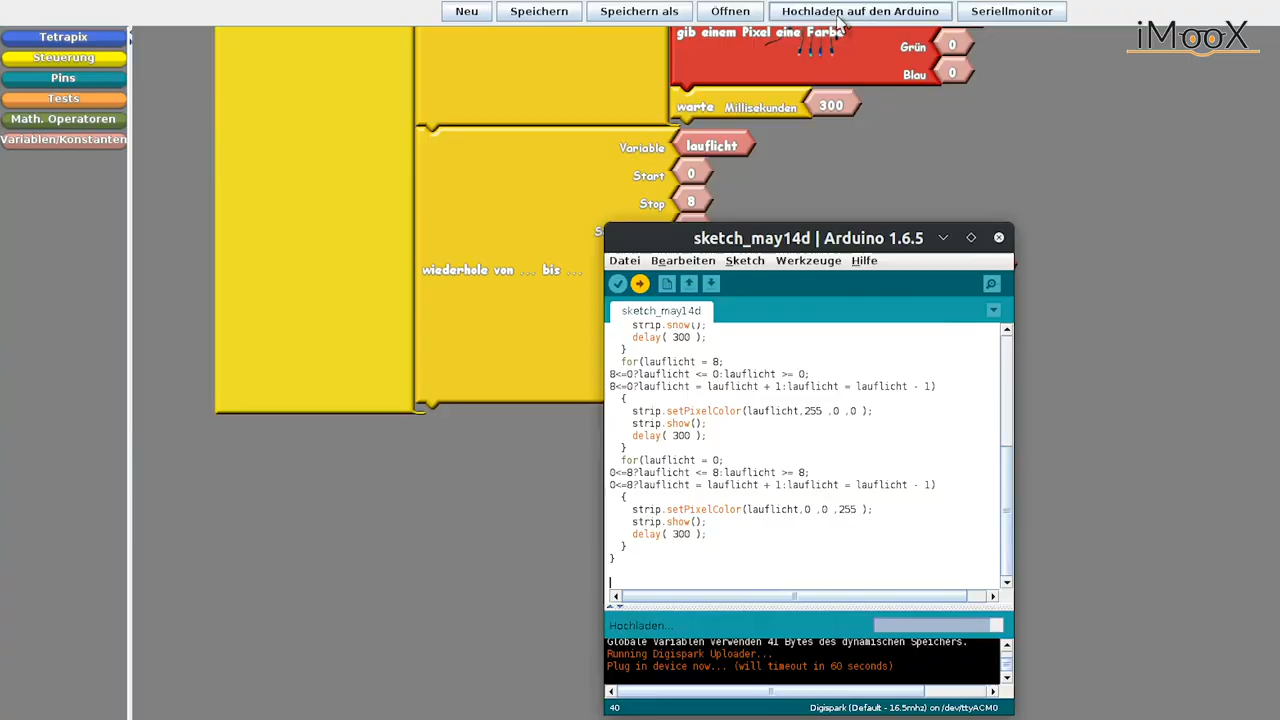 Neu
Speichern
Speichern als
Öffnen
Hochladen auf den Arduino
Seriellmonitor
iMooX
Tetrapix
Steuerung
Pins
Tests
Math. Operatoren
Variablen/Konstanten
gib einem Pixel eine Farbe
Grün
0
Blau
0
warte Millisekunden
300
Variable
lauflicht
Start
0
Stop
8
wiederhole von ... bis ...
sketch_may14d | Arduino 1.6.5
Datei Bearbeiten Sketch Werkzeuge Hilfe
sketch_may14d
strip.show();
delay( 300 );
}
for(lauflicht = 8;
8<=0?lauflicht <= 0:lauflicht >= 0;
8<=0?lauflicht = lauflicht + 1:lauflicht = lauflicht - 1)
{
strip.setPixelColor(lauflicht,255 ,0 ,0 );
strip.show();
delay( 300 );
}
for(lauflicht = 0;
0<=8?lauflicht <= 8:lauflicht >= 8;
0<=8?lauflicht = lauflicht + 1:lauflicht = lauflicht - 1)
{
strip.setPixelColor(lauflicht,0 ,0 ,255 );
strip.show();
delay( 300 );
}
}
Hochladen...
Globale Variablen verwenden 41 Bytes des dynamischen Speichers.
Running Digispark Uploader...
Plug in device now... (will timeout in 60 seconds)
40
Digispark (Default - 16.5mhz) on /dev/ttyACM0